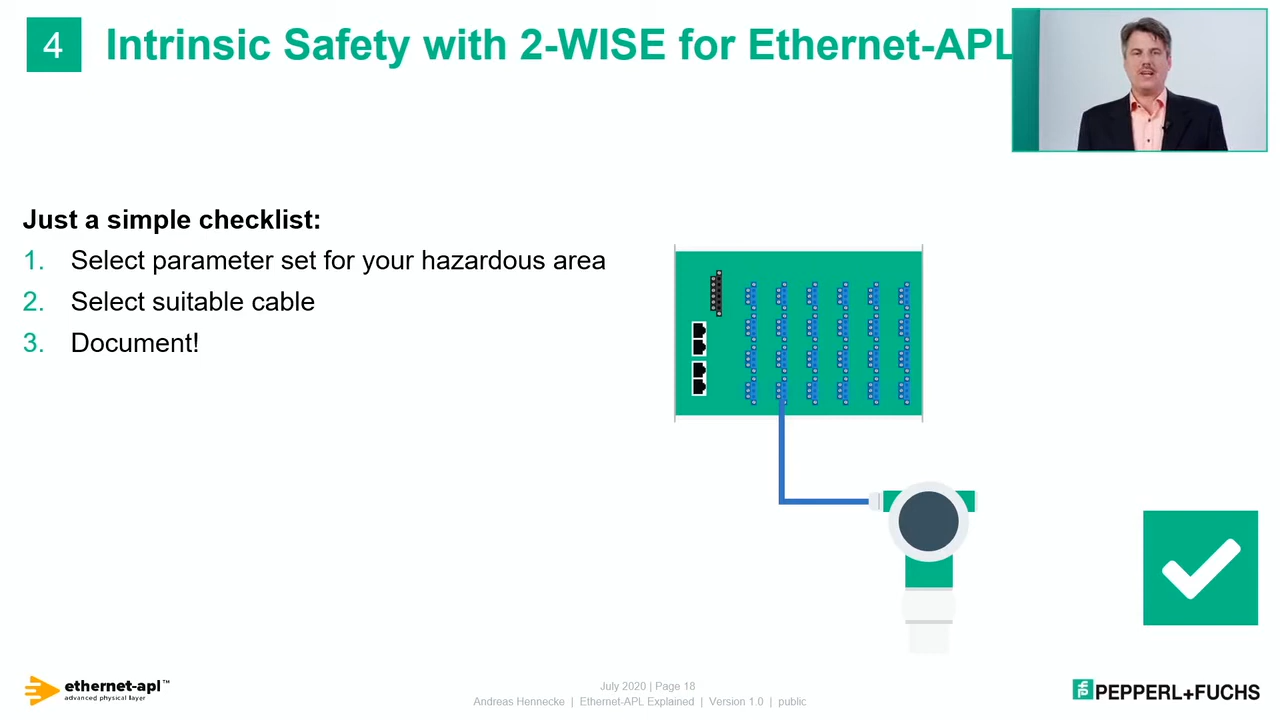 4
Intrinsic Safety with 2-WISE for Ethernet-APL
Just a simple checklist:
1. Select parameter set for your hazardous area
2. Select suitable cable
3. Document!
ethernet-apl™
advanced physical layer
July 2020 | Page 18
Andreas Hennecke | Ethernet-APL Explained | Version 1.0 | public
PEPPERL+FUCHS